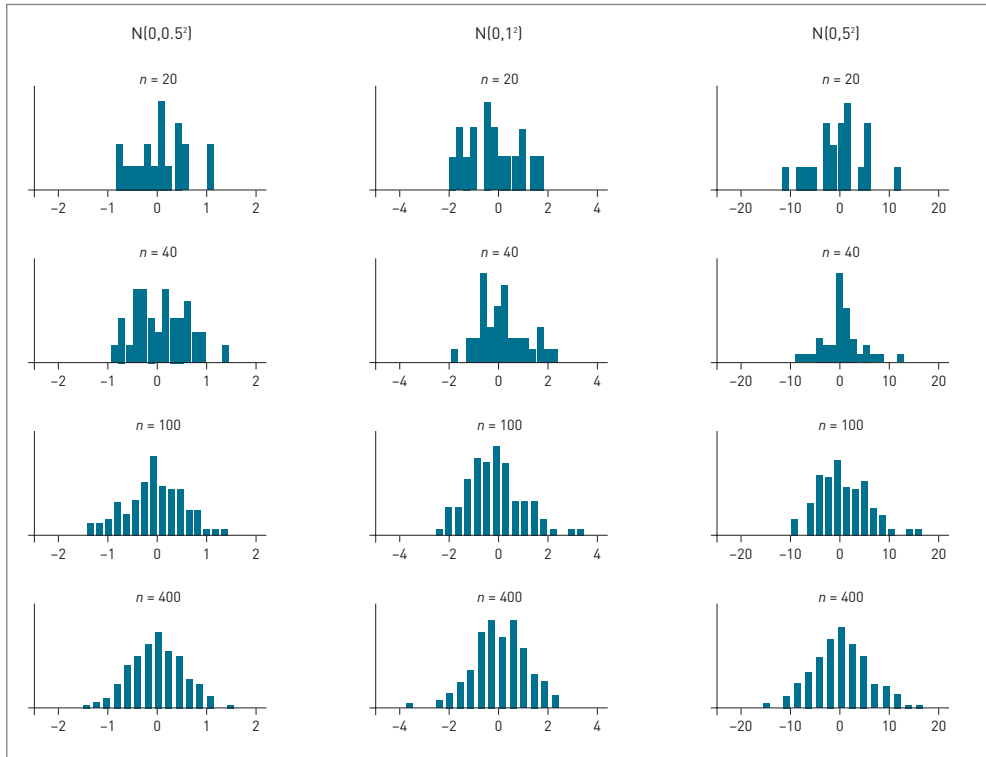 N(0,0.5²) N(0,1²) N(0,5²)
n = 20 n = 20 n = 20
−2 −1 0 1 2 −4 −2 0 2 4 −20 −10 0 10 20
n = 40 n = 40 n = 40
−2 −1 0 1 2 −4 −2 0 2 4 −20 −10 0 10 20
n = 100 n = 100 n = 100
−2 −1 0 1 2 −4 −2 0 2 4 −20 −10 0 10 20
n = 400 n = 400 n = 400
−2 −1 0 1 2 −4 −2 0 2 4 −20 −10 0 10 20